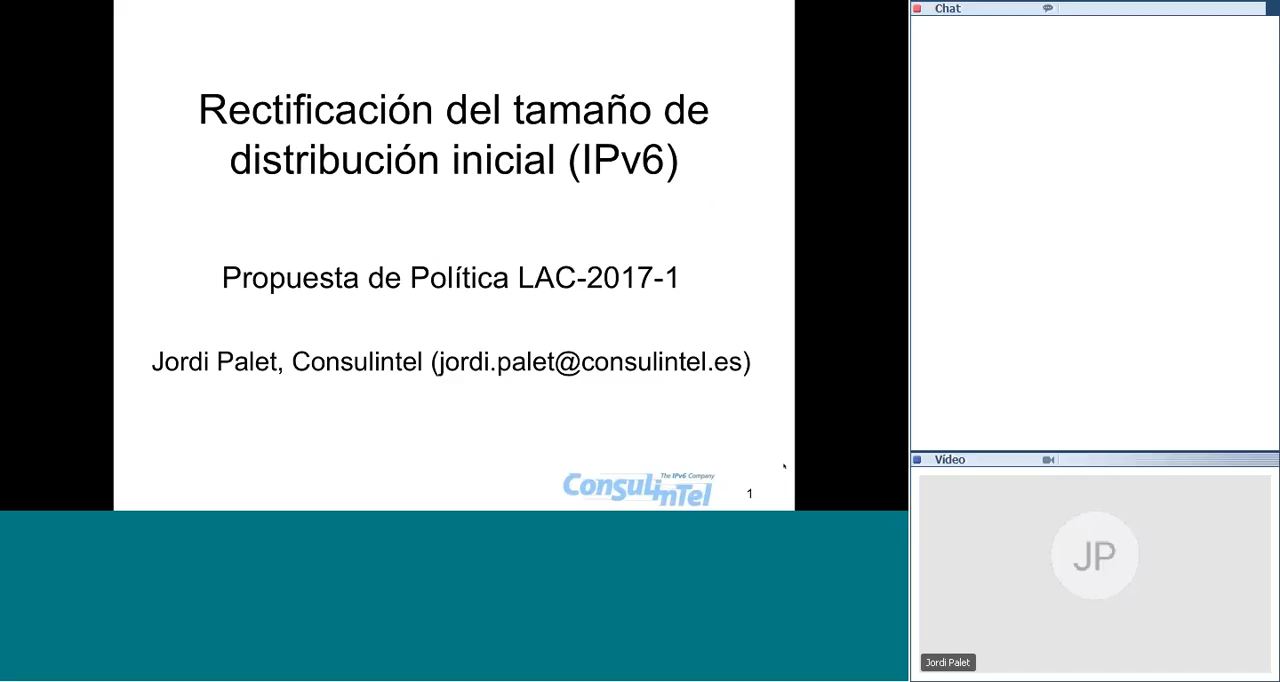 Rectificación del tamaño de
distribución inicial (IPv6)
Propuesta de Política LAC-2017-1
Jordi Palet, Consulintel (jordi.palet@consulintel.es)
The IPv6 Company
Consulintel
1
Chat
Vídeo
JP
Jordi Palet